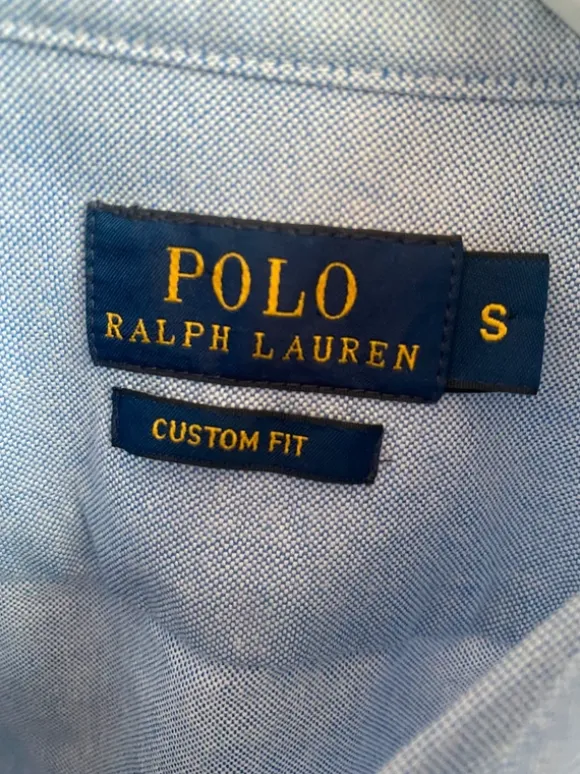 POLO
RALPH LAUREN
S
CUSTOM FIT